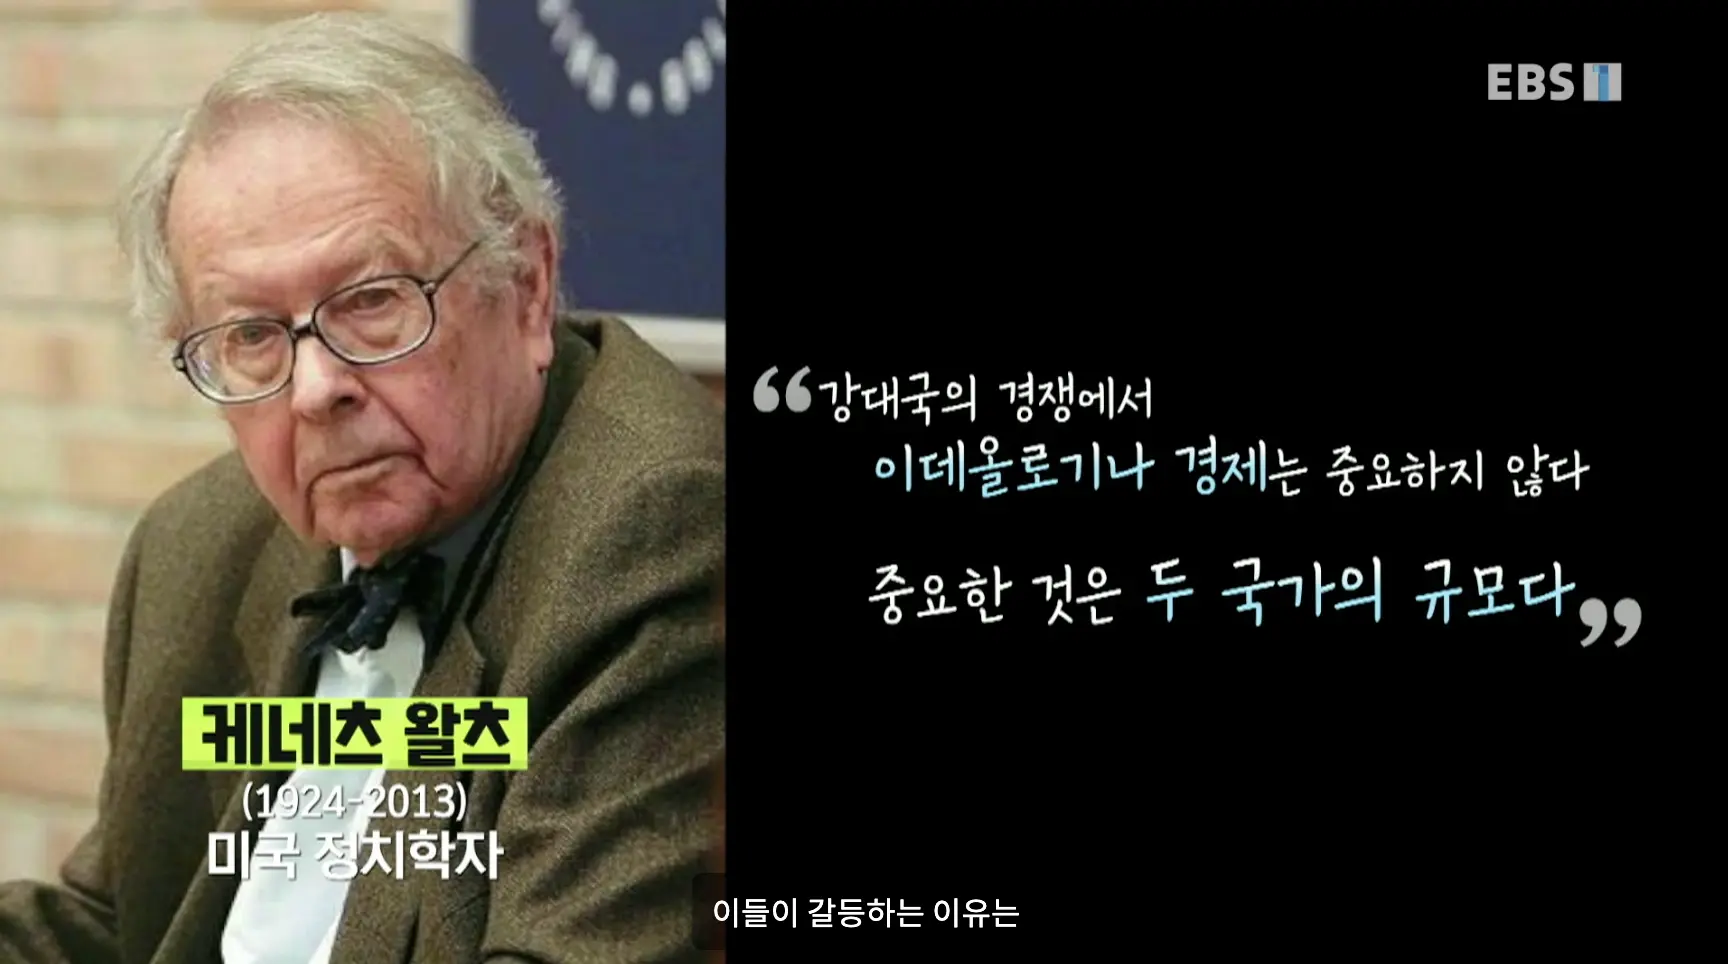 EBS 1
“강대국의 경쟁에서
이데올로기나 경제는 중요하지 않다
중요한 것은 두 국가의 규모다”
케네츠 왈츠
(1924-2013)
미국 정치학자
이들이 갈등하는 이유는